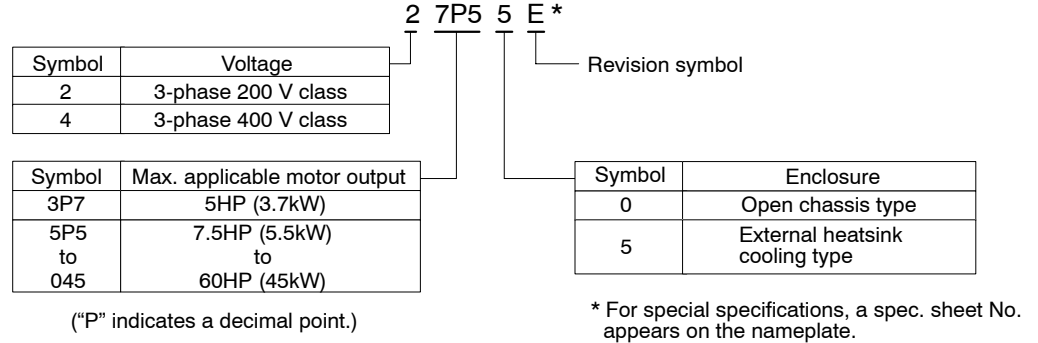 2 7P5 5 E *
Symbol Voltage
2 3-phase 200 V class
4 3-phase 400 V class
Revision symbol
Symbol Max. applicable motor output
3P7 5HP (3.7kW)
5P5 7.5HP (5.5kW)
to to
045 60HP (45kW)
(“P” indicates a decimal point.)
Symbol Enclosure
0 Open chassis type
5 External heatsink
cooling type
* For special specifications, a spec. sheet No.
appears on the nameplate.